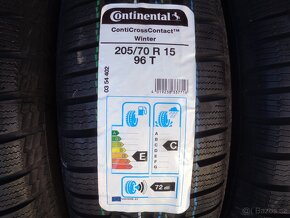 Continental
ContiCrossContact™
Winter
205/70 R 15
96 T
03 54 402
A
B
C
D
E
F
G
E
A
B
C
D
E
F
G
C
72 dB